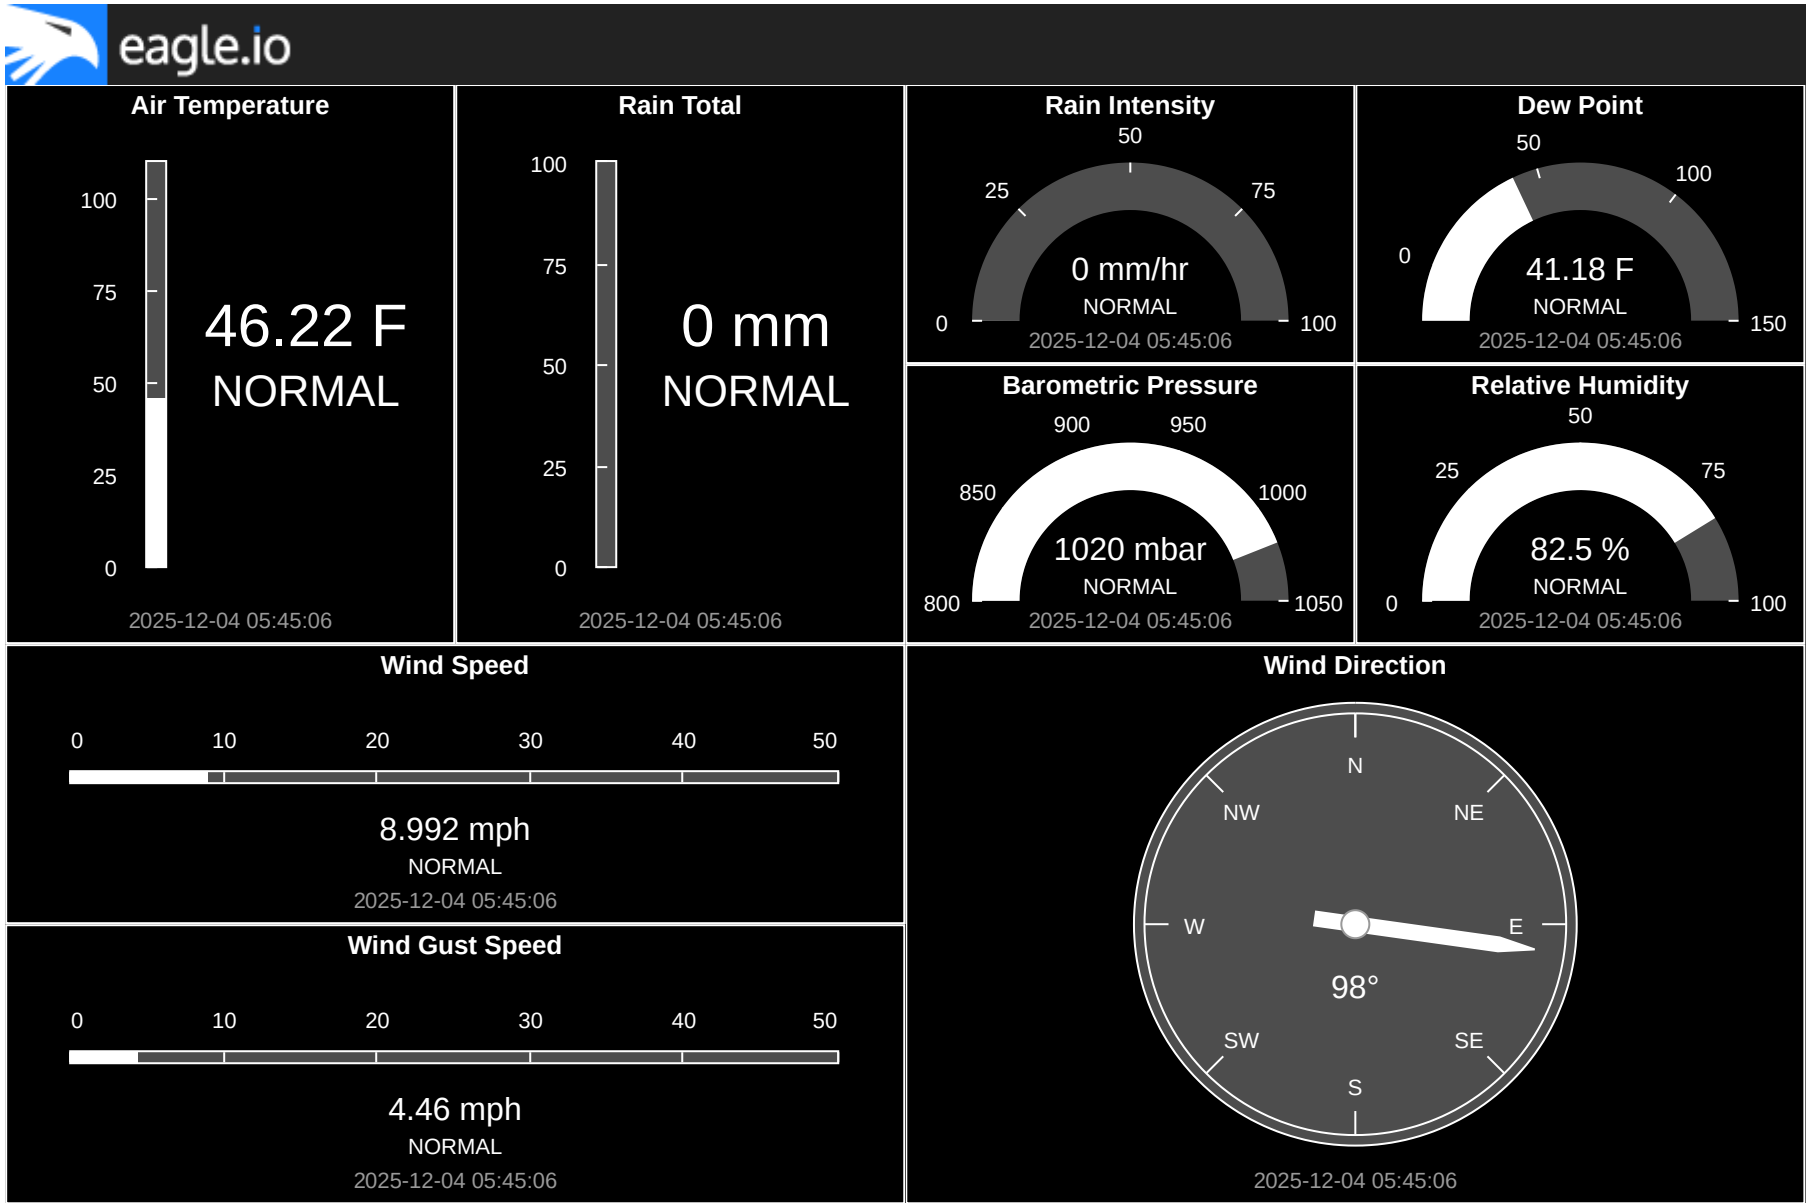 eagle.io
Air Temperature
100
75
50
25
0
46.22 F
NORMAL
2025-12-04 05:45:06
Rain Total
100
75
50
25
0
0 mm
NORMAL
2025-12-04 05:45:06
Rain Intensity
0
25
50
75
100
0 mm/hr
NORMAL
2025-12-04 05:45:06
Dew Point
0
50
100
150
41.18 F
NORMAL
2025-12-04 05:45:06
Barometric Pressure
800
850
900
950
1000
1050
1020 mbar
NORMAL
2025-12-04 05:45:06
Relative Humidity
0
25
50
75
100
82.5 %
NORMAL
2025-12-04 05:45:06
Wind Speed
0 10 20 30 40 50
8.992 mph
NORMAL
2025-12-04 05:45:06
Wind Gust Speed
0 10 20 30 40 50
4.46 mph
NORMAL
2025-12-04 05:45:06
Wind Direction
N
NW NE
W E
98°
SW SE
S
2025-12-04 05:45:06